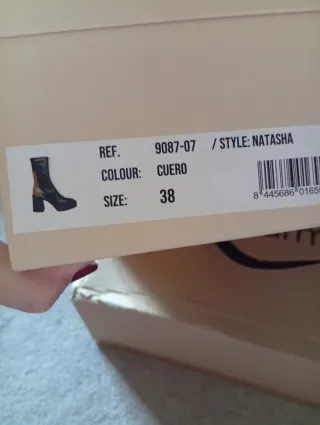 REF. 9087-07 / STYLE: NATASHA
COLOUR: CUERO
SIZE: 38
8 445686 0165